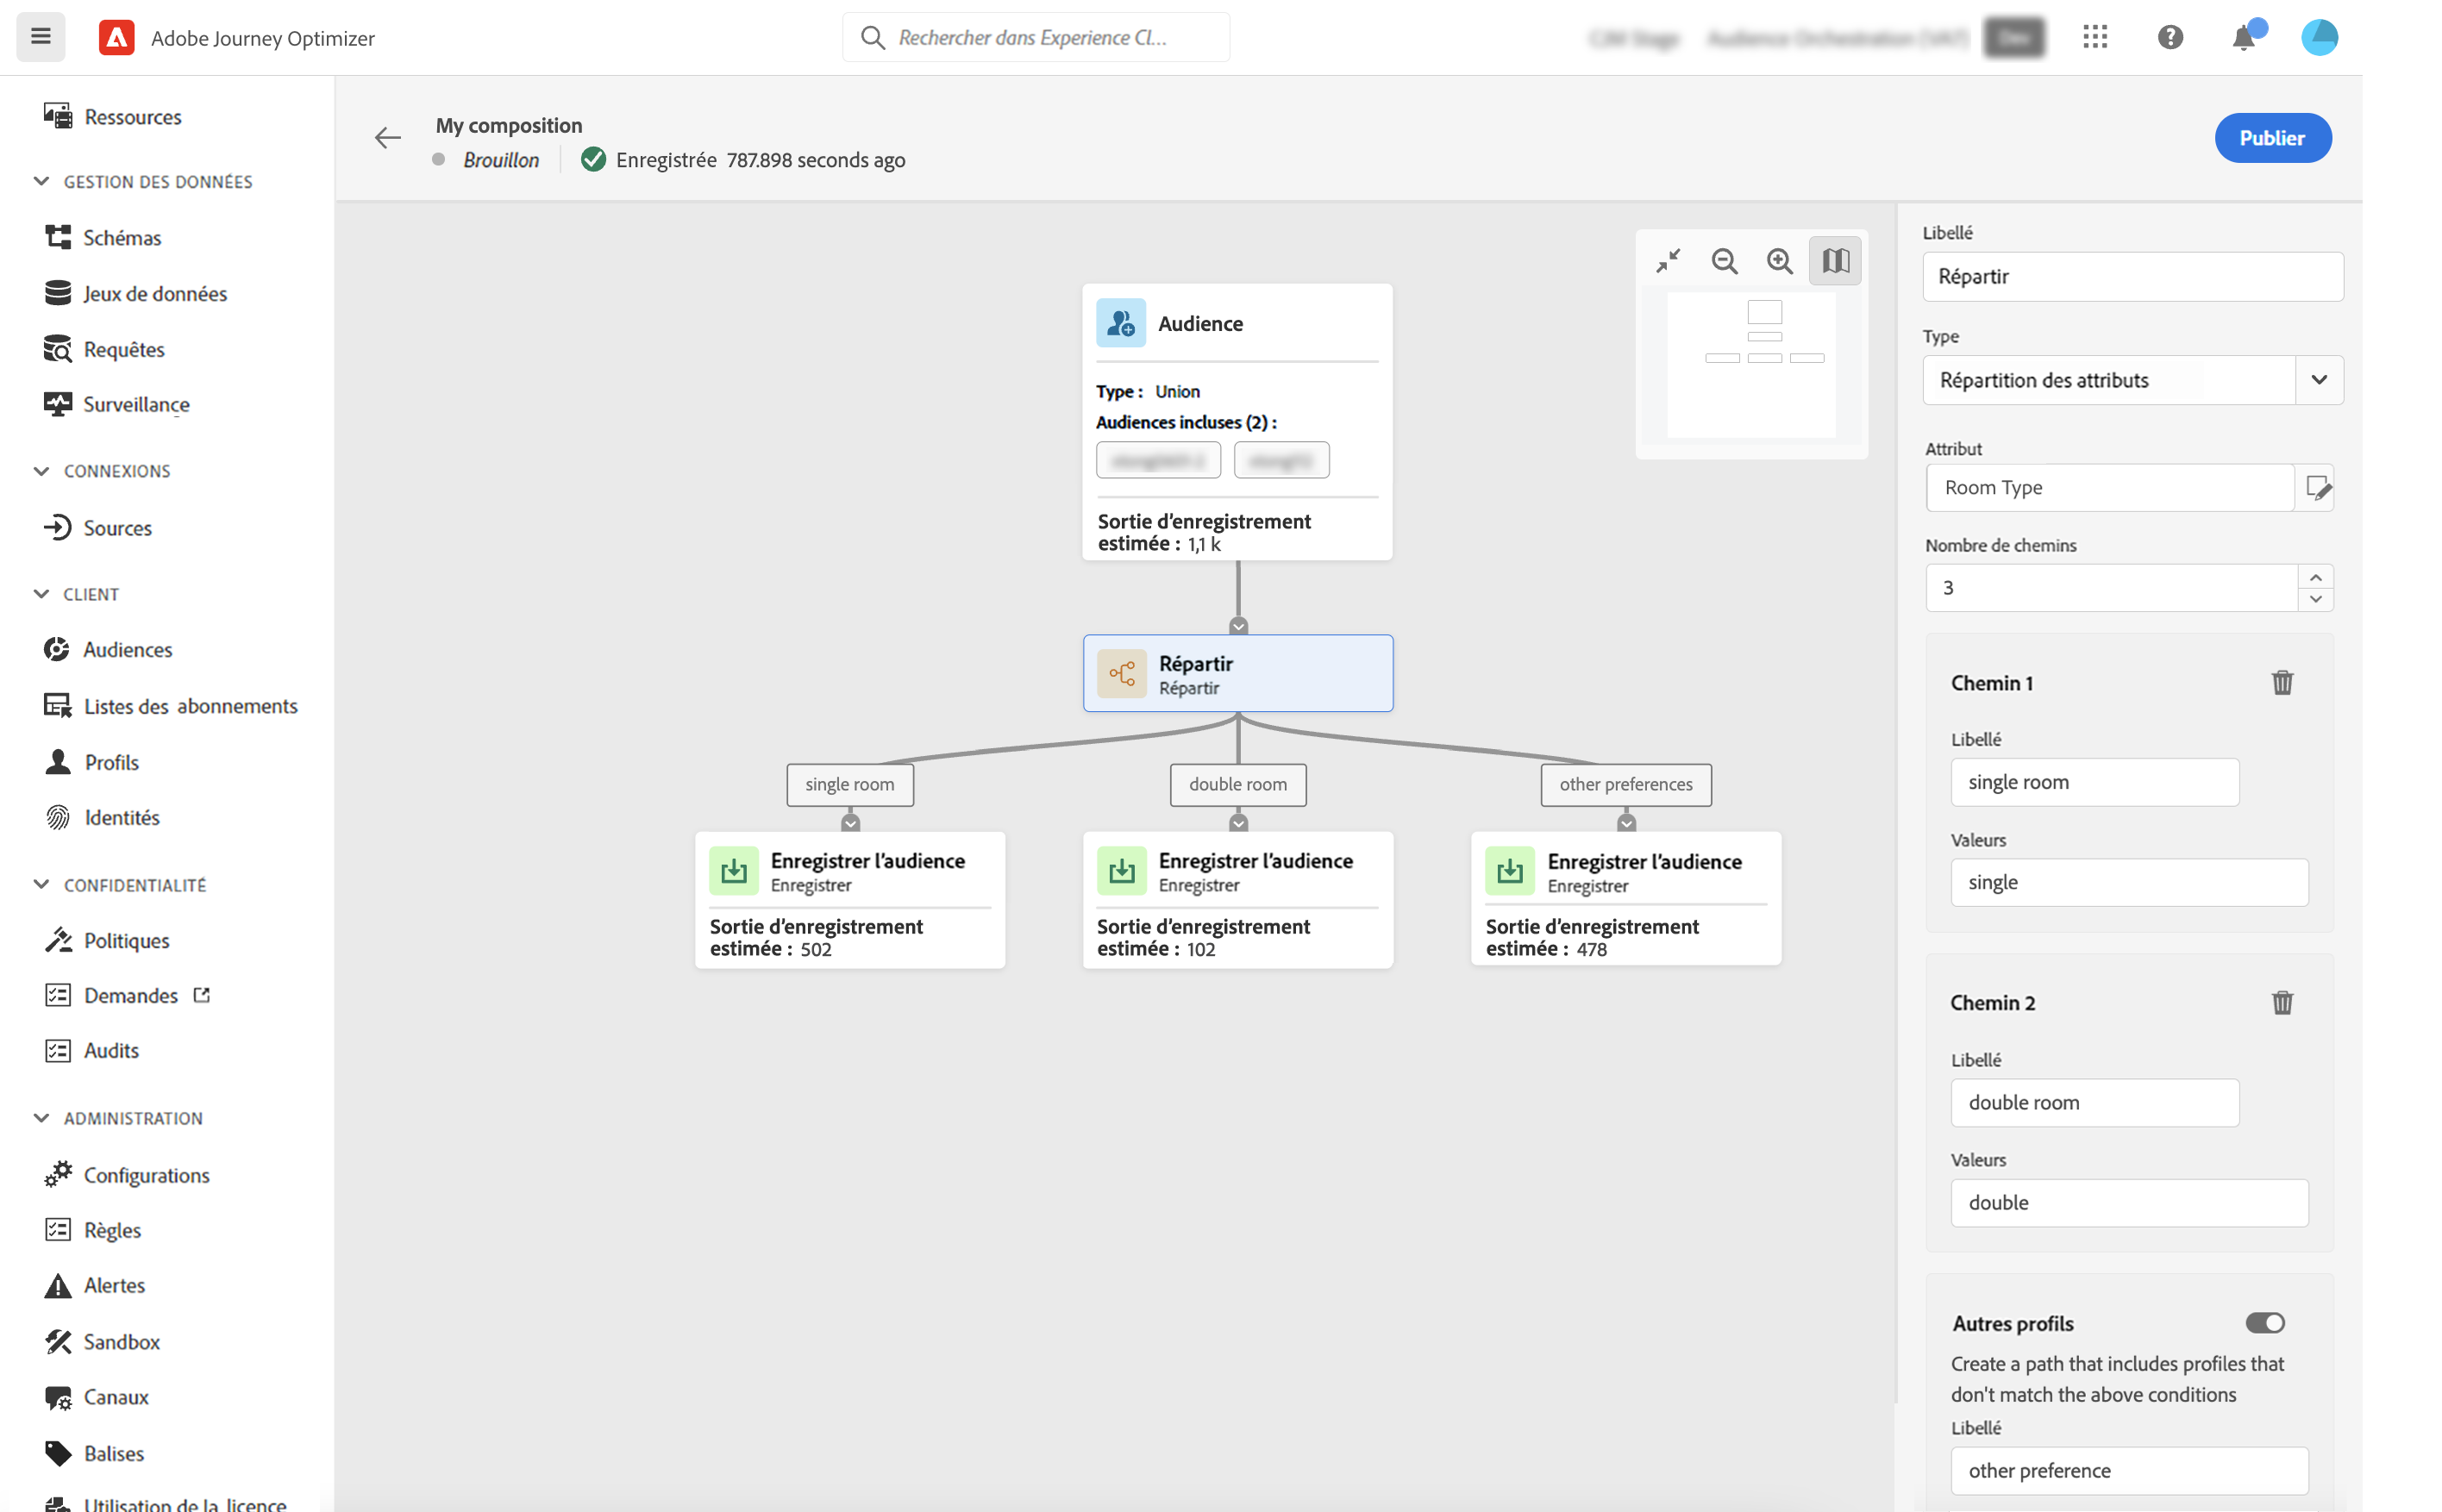 Adobe Journey Optimizer
Rechercher dans Experience Cl...
Ressources
GESTION DES DONNÉES
Schémas
Jeux de données
Requêtes
Surveillance
CONNEXIONS
Sources
CLIENT
Audiences
Listes des abonnements
Profils
Identités
CONFIDENTIALITÉ
Politiques
Demandes
Audits
ADMINISTRATION
Configurations
Règles
Alertes
Sandbox
Canaux
Balises
Utilisation de la licence
My composition
Brouillon
Enregistrée 787.898 seconds ago
Publier
Audience
Type : Union
Audiences incluses (2) :
Sortie d’enregistrement
estimée : 1,1 k
Répartir
Répartir
single room
double room
other preferences
Enregistrer l’audience
Enregistrer
Sortie d’enregistrement
estimée : 502
Enregistrer l’audience
Enregistrer
Sortie d’enregistrement
estimée : 102
Enregistrer l’audience
Enregistrer
Sortie d’enregistrement
estimée : 478
Libellé
Répartir
Type
Répartition des attributs
Attribut
Room Type
Nombre de chemins
3
Chemin 1
Libellé
single room
Valeurs
single
Chemin 2
Libellé
double room
Valeurs
double
Autres profils
Create a path that includes profiles that
don't match the above conditions
Libellé
other preference